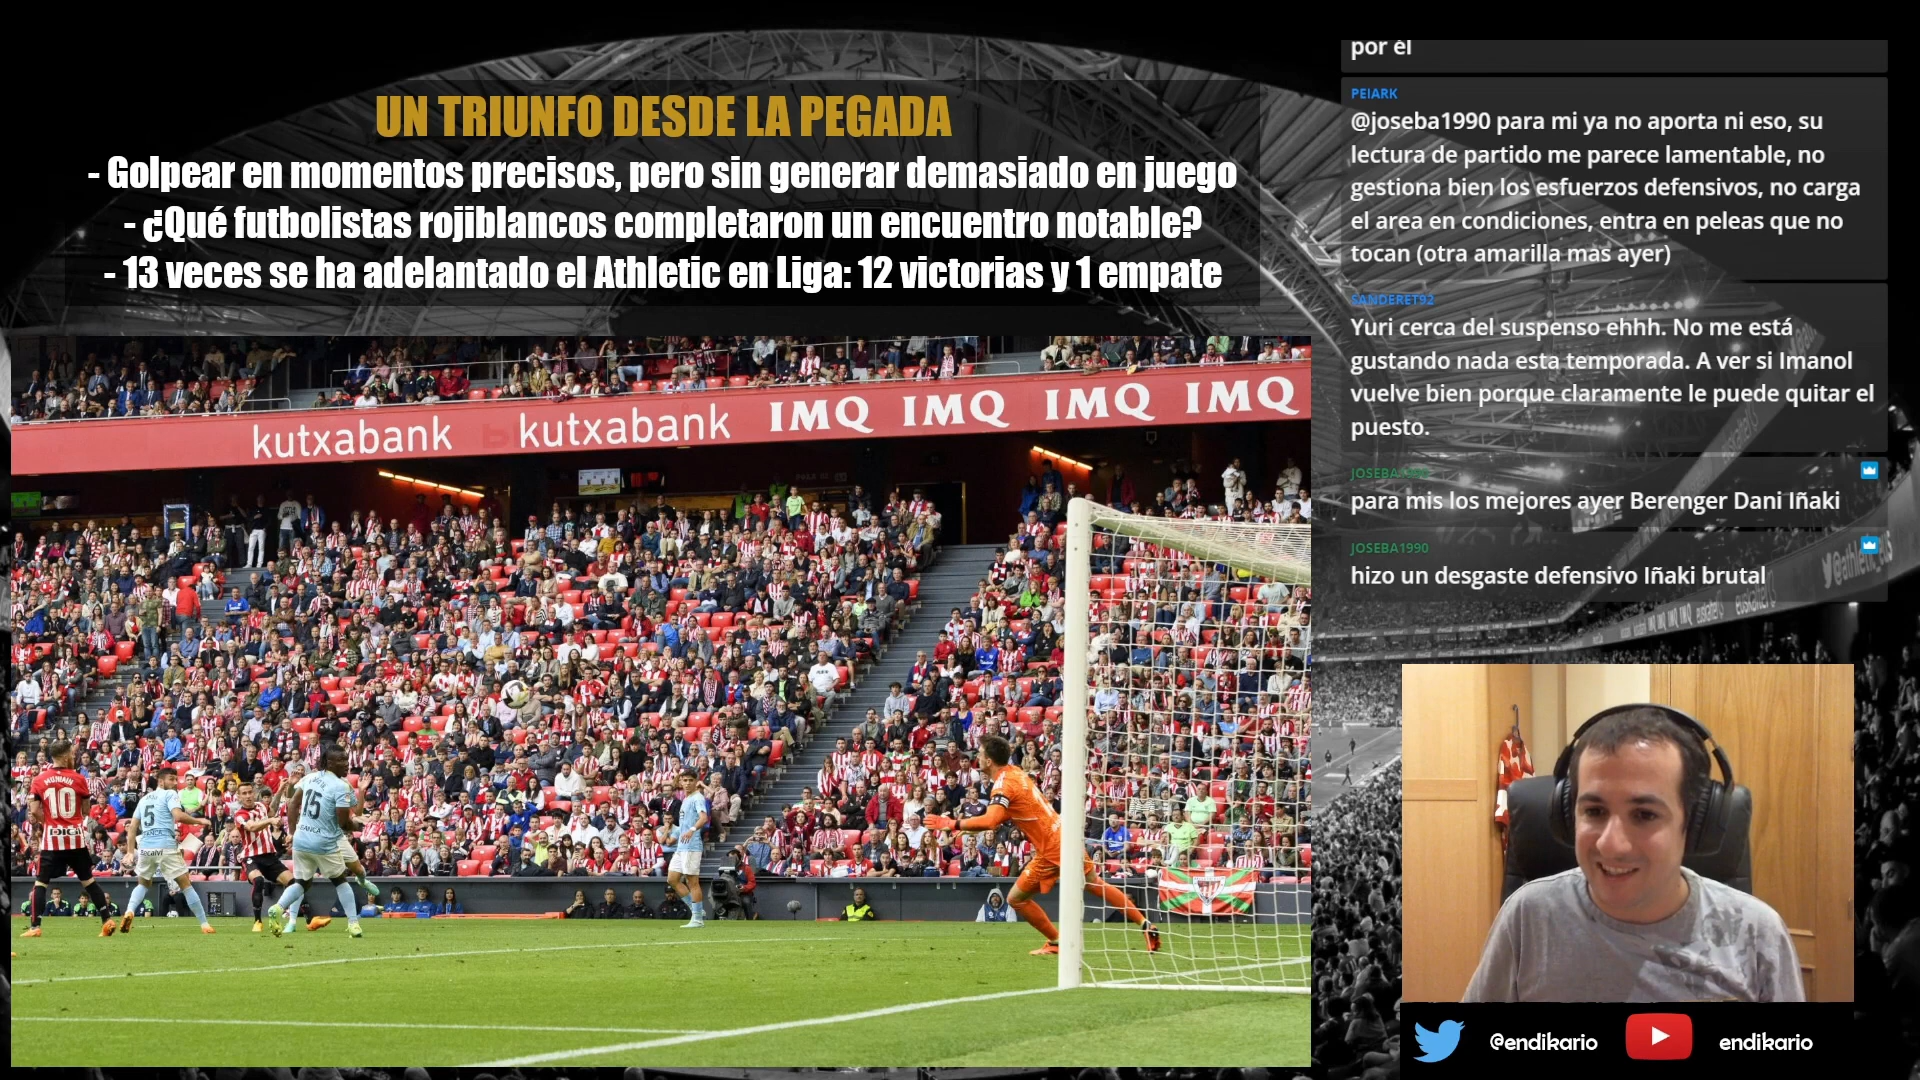 UN TRIUNFO DESDE LA PEGADA
- Golpear en momentos precisos, pero sin generar demasiado en juego
- ¿Qué futbolistas rojiblancos completaron un encuentro notable?
- 13 veces se ha adelantado el Athletic en Liga: 12 victorias y 1 empate
kutxabank kutxabank IMQ IMQ IMQ IMQ
MUNIAIN
10
5
15
por él
PEIARK
@joseba1990 para mi ya no aporta ni eso, su
lectura de partido me parece lamentable, no
gestiona bien los esfuerzos defensivos, no carga
el area en condiciones, entra en peleas que no
tocan (otra amarilla mas ayer)
SANDERET92
Yuri cerca del suspenso ehhh. No me está
gustando nada esta temporada. A ver si Imanol
vuelve bien porque claramente le puede quitar el
puesto.
JOSEBA1990
para mis los mejores ayer Berenger Dani Iñaki
JOSEBA1990
hizo un desgaste defensivo Iñaki brutal
@endikario
endikario